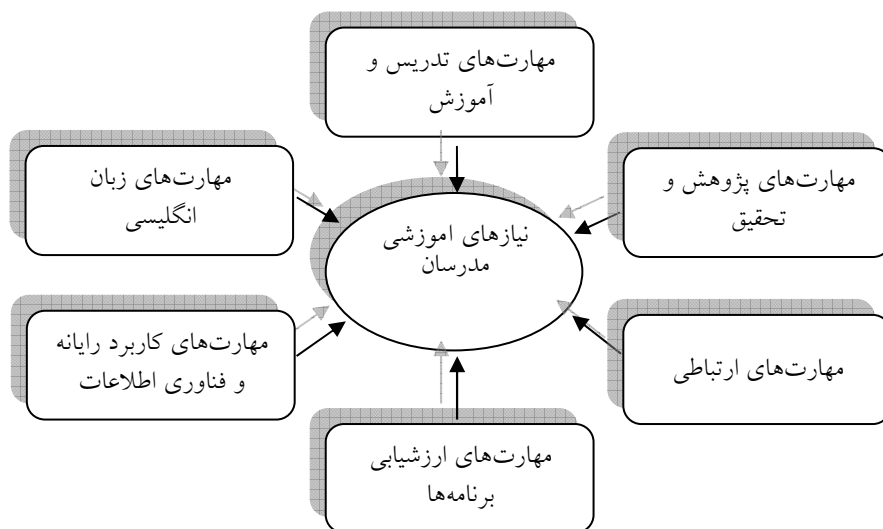 مهارت‌های تدریس و
آموزش
مهارت‌های پژوهش و
تحقیق
مهارت‌های زبان
انگلیسی
نیازهای اموزشی
مدرسان
مهارت‌های ارتباطی
مهارت‌های کاربرد رایانه
و فناوری اطلاعات
مهارت‌های ارزشیابی
برنامه‌ها